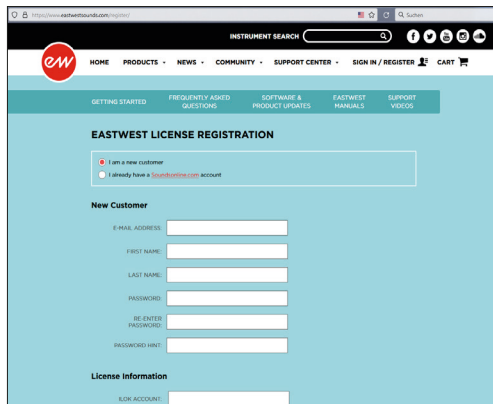 https://www.eastwestsounds.com/register/
Suchen
INSTRUMENT SEARCH
ew
HOME PRODUCTS NEWS COMMUNITY SUPPORT CENTER SIGN IN / REGISTER CART
GETTING STARTED
FREQUENTLY ASKED
QUESTIONS
SOFTWARE &
PRODUCT UPDATES
EASTWEST
MANUALS
SUPPORT
VIDEOS
EASTWEST LICENSE REGISTRATION
I am a new customer
I already have a Soundsonline.com account
New Customer
E-MAIL ADDRESS:
FIRST NAME:
LAST NAME:
PASSWORD:
RE-ENTER
PASSWORD:
PASSWORD HINT:
License Information
ILOK ACCOUNT: